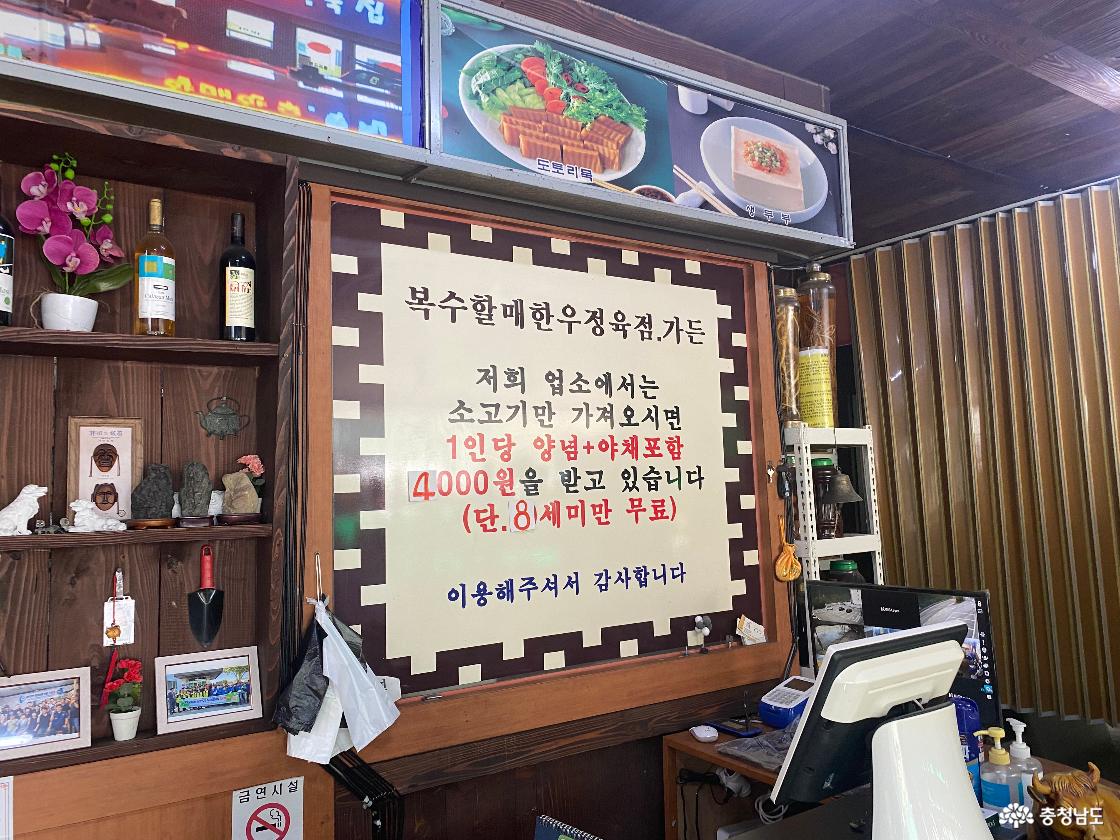 도토리묵
생두부
복수할매한우정육점.가든
저희 업소에서는
소고기만 가져오시면
1인당 양념+야채포함
4000원을 받고 있습니다
(단.8세미만 무료)
이용해주셔서 감사합니다
금연시설
충청남도